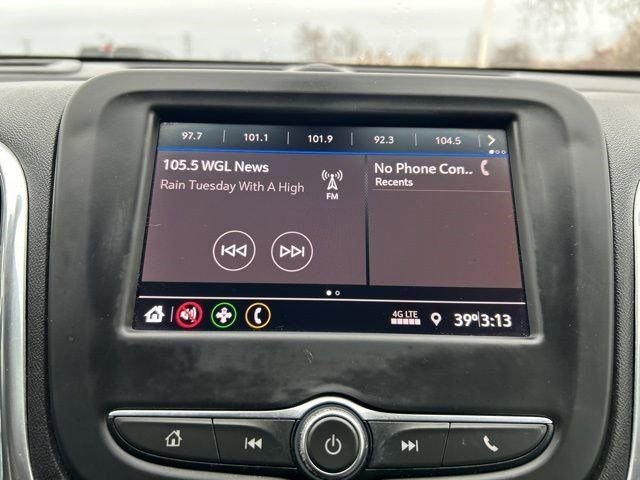 97.7 101.1 101.9 92.3 104.5
105.5 WGL News
Rain Tuesday With A High
FM
No Phone Con..
Recents
4G LTE
39° 3:13